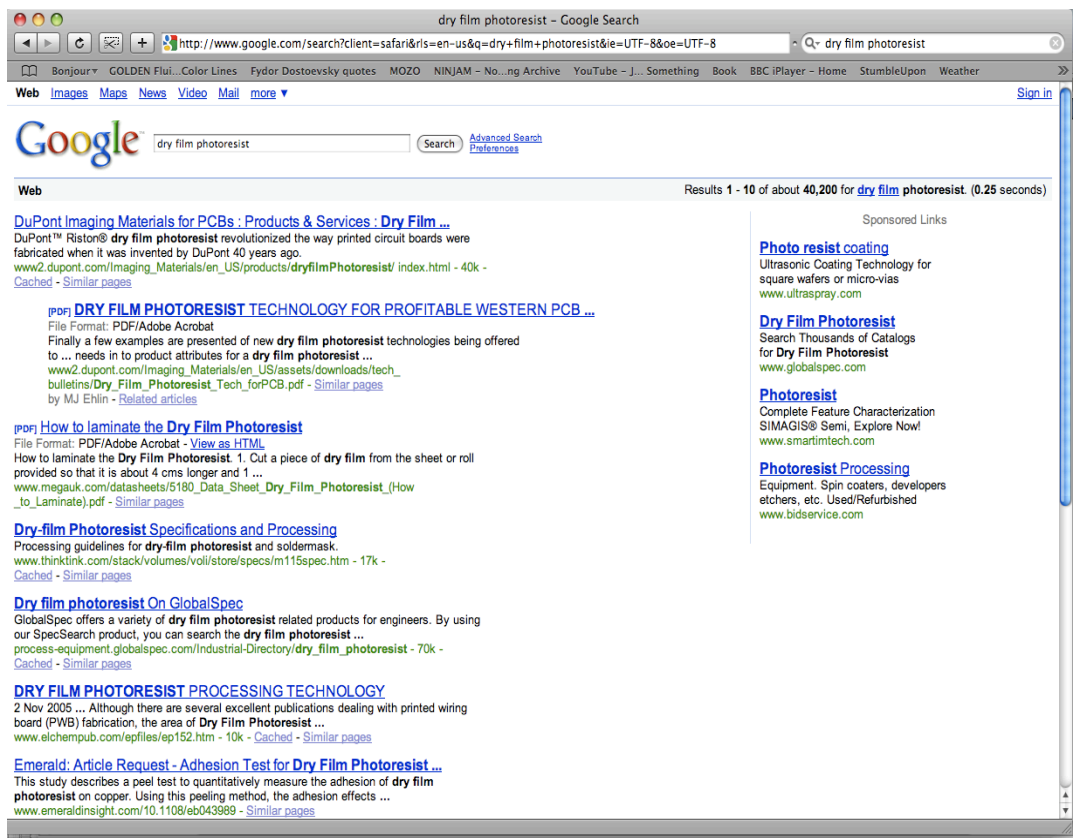 dry film photoresist – Google Search
http://www.google.com/search?client=safari&rls=en-us&q=dry+film+photoresist&ie=UTF-8&oe=UTF-8
dry film photoresist
Bonjour GOLDEN Flui...Color Lines Fydor Dostoevsky quotes MOZO NINJAM – No...ng Archive YouTube – J... Something Book BBC iPlayer – Home StumbleUpon Weather
Web Images Maps News Video Mail more ▼ Sign in
Google
dry film photoresist
Search
Advanced Search
Preferences
Web Results 1 - 10 of about 40,200 for dry film photoresist. (0.25 seconds)
DuPont Imaging Materials for PCBs : Products & Services : Dry Film ...
DuPont™ Riston® dry film photoresist revolutionized the way printed circuit boards were
fabricated when it was invented by DuPont 40 years ago.
www2.dupont.com/Imaging_Materials/en_US/products/dryfilmPhotoresist/ index.html - 40k -
Cached - Similar pages
[PDF] DRY FILM PHOTORESIST TECHNOLOGY FOR PROFITABLE WESTERN PCB ...
File Format: PDF/Adobe Acrobat
Finally a few examples are presented of new dry film photoresist technologies being offered
to ... needs in to product attributes for a dry film photoresist ...
www2.dupont.com/Imaging_Materials/en_US/assets/downloads/tech_
bulletins/Dry_Film_Photoresist_Tech_forPCB.pdf - Similar pages
by MJ Ehlin - Related articles
[PDF] How to laminate the Dry Film Photoresist
File Format: PDF/Adobe Acrobat - View as HTML
How to laminate the Dry Film Photoresist. 1. Cut a piece of dry film from the sheet or roll
provided so that it is about 4 cms longer and 1 ...
www.megauk.com/datasheets/5180_Data_Sheet_Dry_Film_Photoresist_(How
_to_Laminate).pdf - Similar pages
Dry-film Photoresist Specifications and Processing
Processing guidelines for dry-film photoresist and soldermask.
www.thinktink.com/stack/volumes/voli/store/specs/m115spec.htm - 17k -
Cached - Similar pages
Dry film photoresist On GlobalSpec
GlobalSpec offers a variety of dry film photoresist related products for engineers. By using
our SpecSearch product, you can search the dry film photoresist ...
process-equipment.globalspec.com/Industrial-Directory/dry_film_photoresist - 70k -
Cached - Similar pages
DRY FILM PHOTORESIST PROCESSING TECHNOLOGY
2 Nov 2005 ... Although there are several excellent publications dealing with printed wiring
board (PWB) fabrication, the area of Dry Film Photoresist ...
www.elchempub.com/epfiles/ep152.htm - 10k - Cached - Similar pages
Emerald: Article Request - Adhesion Test for Dry Film Photoresist ...
This study describes a peel test to quantitatively measure the adhesion of dry film
photoresist on copper. Using this peeling method, the adhesion effects ...
www.emeraldinsight.com/10.1108/eb043989 - Similar pages
Sponsored Links
Photo resist coating
Ultrasonic Coating Technology for
square wafers or micro-vias
www.ultraspray.com
Dry Film Photoresist
Search Thousands of Catalogs
for Dry Film Photoresist
www.globalspec.com
Photoresist
Complete Feature Characterization
SIMAGIS® Semi, Explore Now!
www.smartimtech.com
Photoresist Processing
Equipment. Spin coaters, developers
etchers, etc. Used/Refurbished
www.bidservice.com